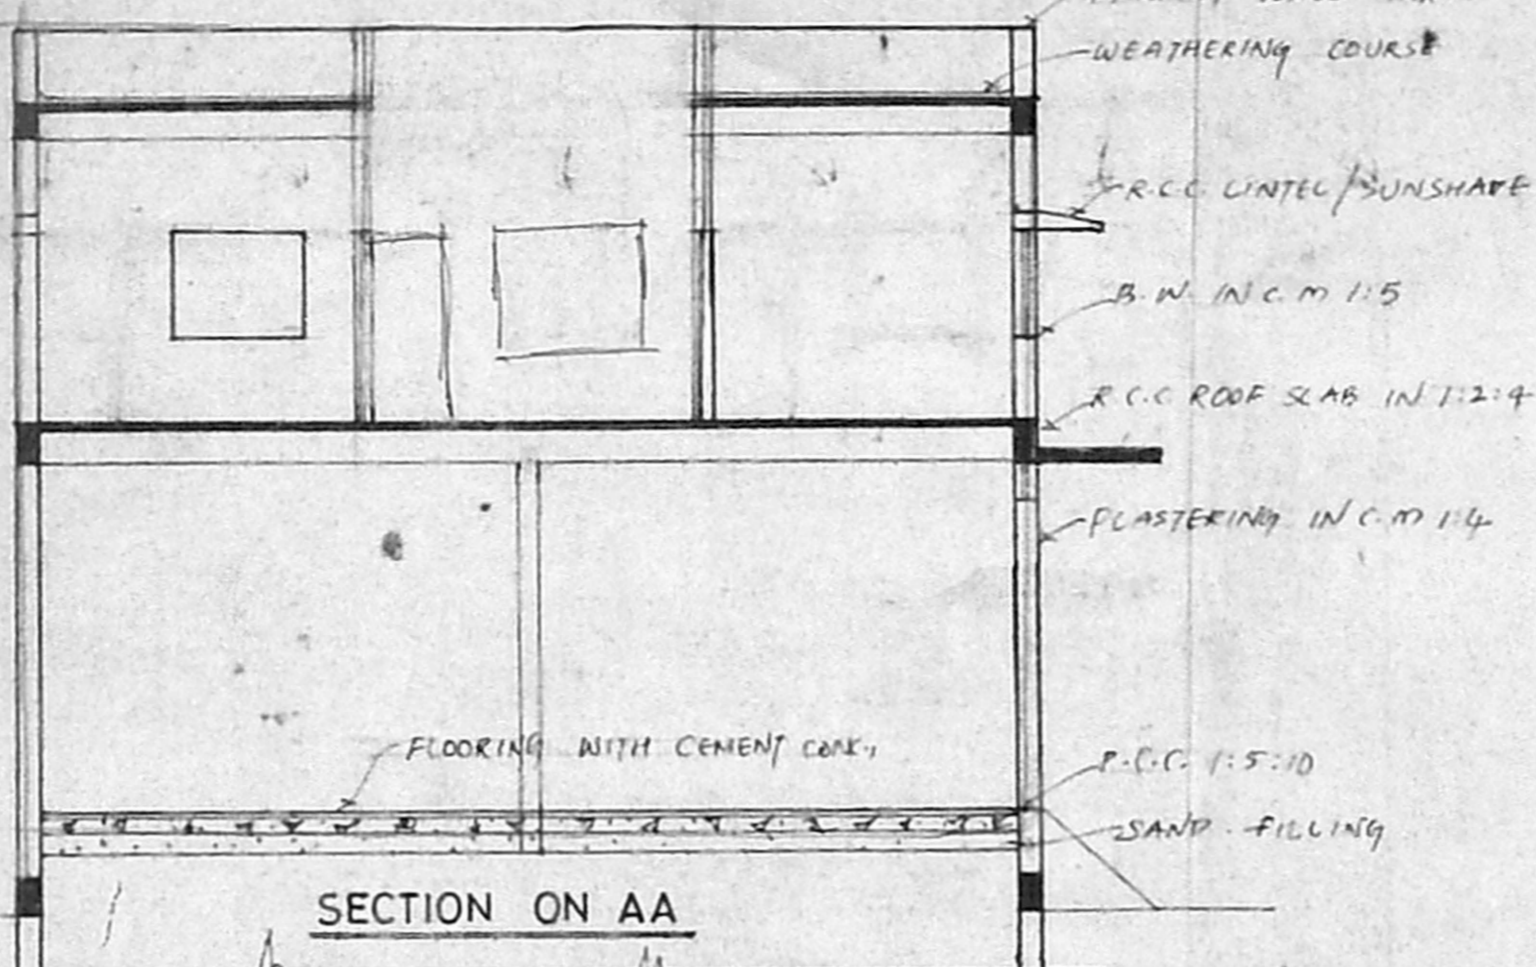 WEATHERING COURSE
R.C.C. LINTEL/SUNSHADE
B.W. IN C.M 1:5
R.C.C ROOF SLAB IN 1:2:4
PLASTERING IN C.M 1:4
FLOORING WITH CEMENT CONC.,
P.C.C. 1:5:10
SAND FILLING
SECTION ON AA